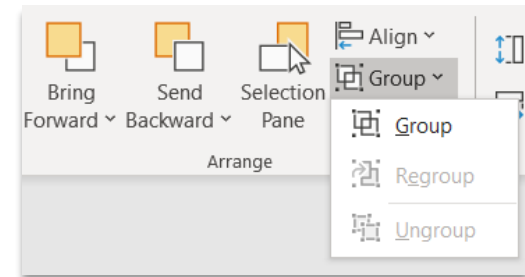 Bring
Forward
Send
Backward
Selection
Pane
Align
Group
Arrange
Group
Regroup
Ungroup